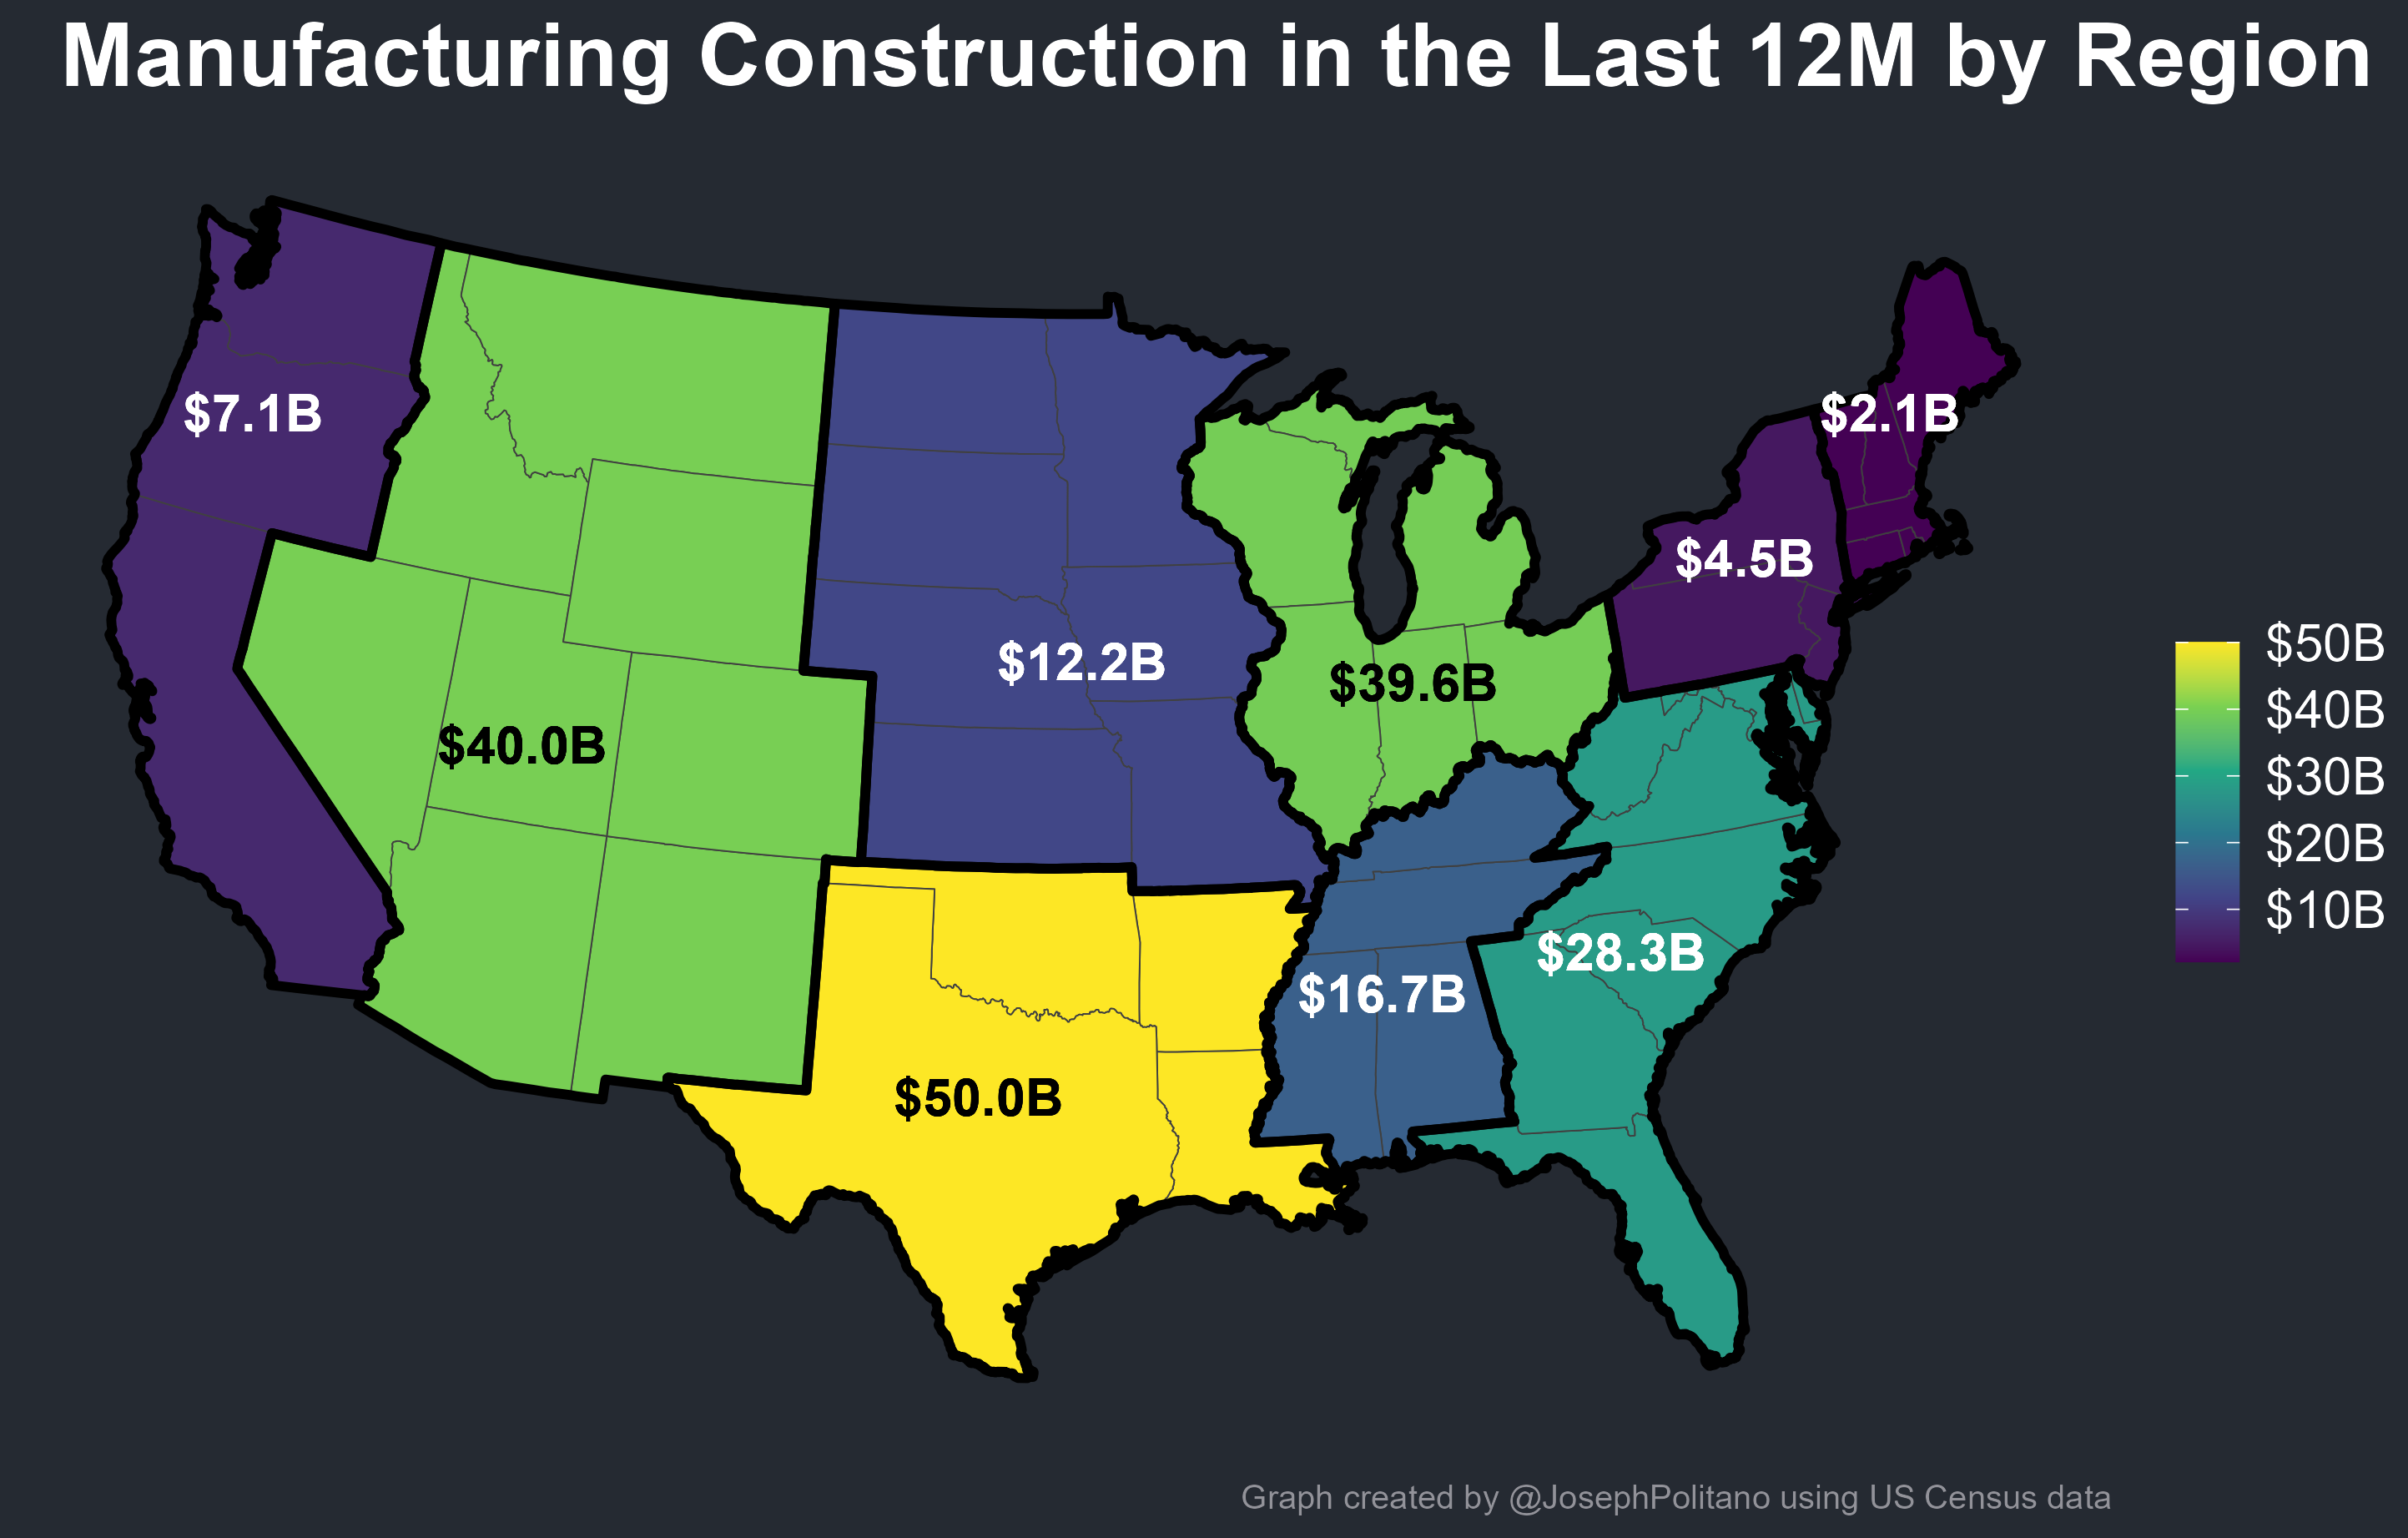 Manufacturing Construction in the Last 12M by Region
$7.1B
$2.1B
$4.5B
$12.2B
$39.6B
$40.0B
$28.3B
$16.7B
$50.0B
$50B
$40B
$30B
$20B
$10B
Graph created by @JosephPolitano using US Census data